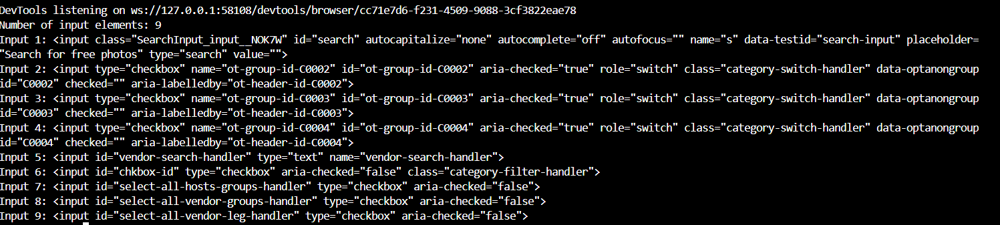 DevTools listening on ws://127.0.0.1:58108/devtools/browser/cc71e7d6-f231-4509-9088-3cf3822eae78
Number of input elements: 9
Input 1: <input class="SearchInput_input__NOK7W" id="search" autocapitalize="none" autocomplete="off" autofocus="" name="s" data-testid="search-input" placeholder=
"Search for free photos" type="search" value="">
Input 2: <input type="checkbox" name="ot-group-id-C0002" id="ot-group-id-C0002" aria-checked="true" role="switch" class="category-switch-handler" data-optanongroup
id="C0002" checked="" aria-labelledby="ot-header-id-C0002">
Input 3: <input type="checkbox" name="ot-group-id-C0003" id="ot-group-id-C0003" aria-checked="true" role="switch" class="category-switch-handler" data-optanongroup
id="C0003" checked="" aria-labelledby="ot-header-id-C0003">
Input 4: <input type="checkbox" name="ot-group-id-C0004" id="ot-group-id-C0004" aria-checked="true" role="switch" class="category-switch-handler" data-optanongroup
id="C0004" checked="" aria-labelledby="ot-header-id-C0004">
Input 5: <input id="vendor-search-handler" type="text" name="vendor-search-handler">
Input 6: <input id="chkbox-id" type="checkbox" aria-checked="false" class="category-filter-handler">
Input 7: <input id="select-all-hosts-groups-handler" type="checkbox" aria-checked="false">
Input 8: <input id="select-all-vendor-groups-handler" type="checkbox" aria-checked="false">
Input 9: <input id="select-all-vendor-leg-handler" type="checkbox" aria-checked="false">